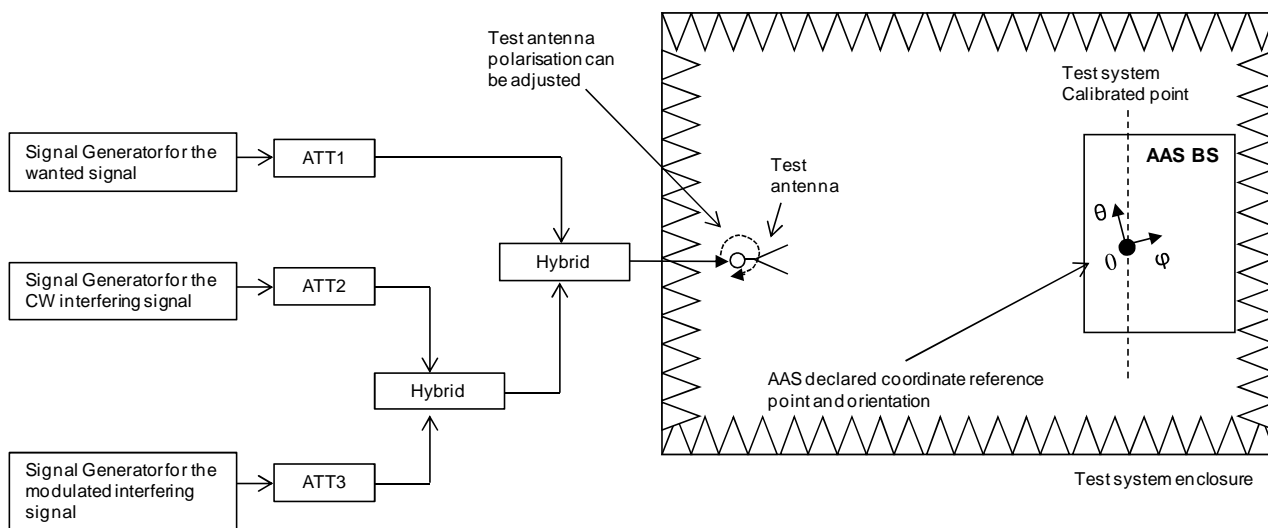 Test antenna
polarisation can
be adjusted
Test system
Calibrated point
Signal Generator for the
wanted signal
ATT1
AAS BS
Test
antenna
θ
Hybrid
0
φ
Signal Generator for the
CW interfering signal
ATT2
Hybrid
AAS declared coordinate reference
point and orientation
Signal Generator for the
modulated interfering
signal
ATT3
Test system enclosure